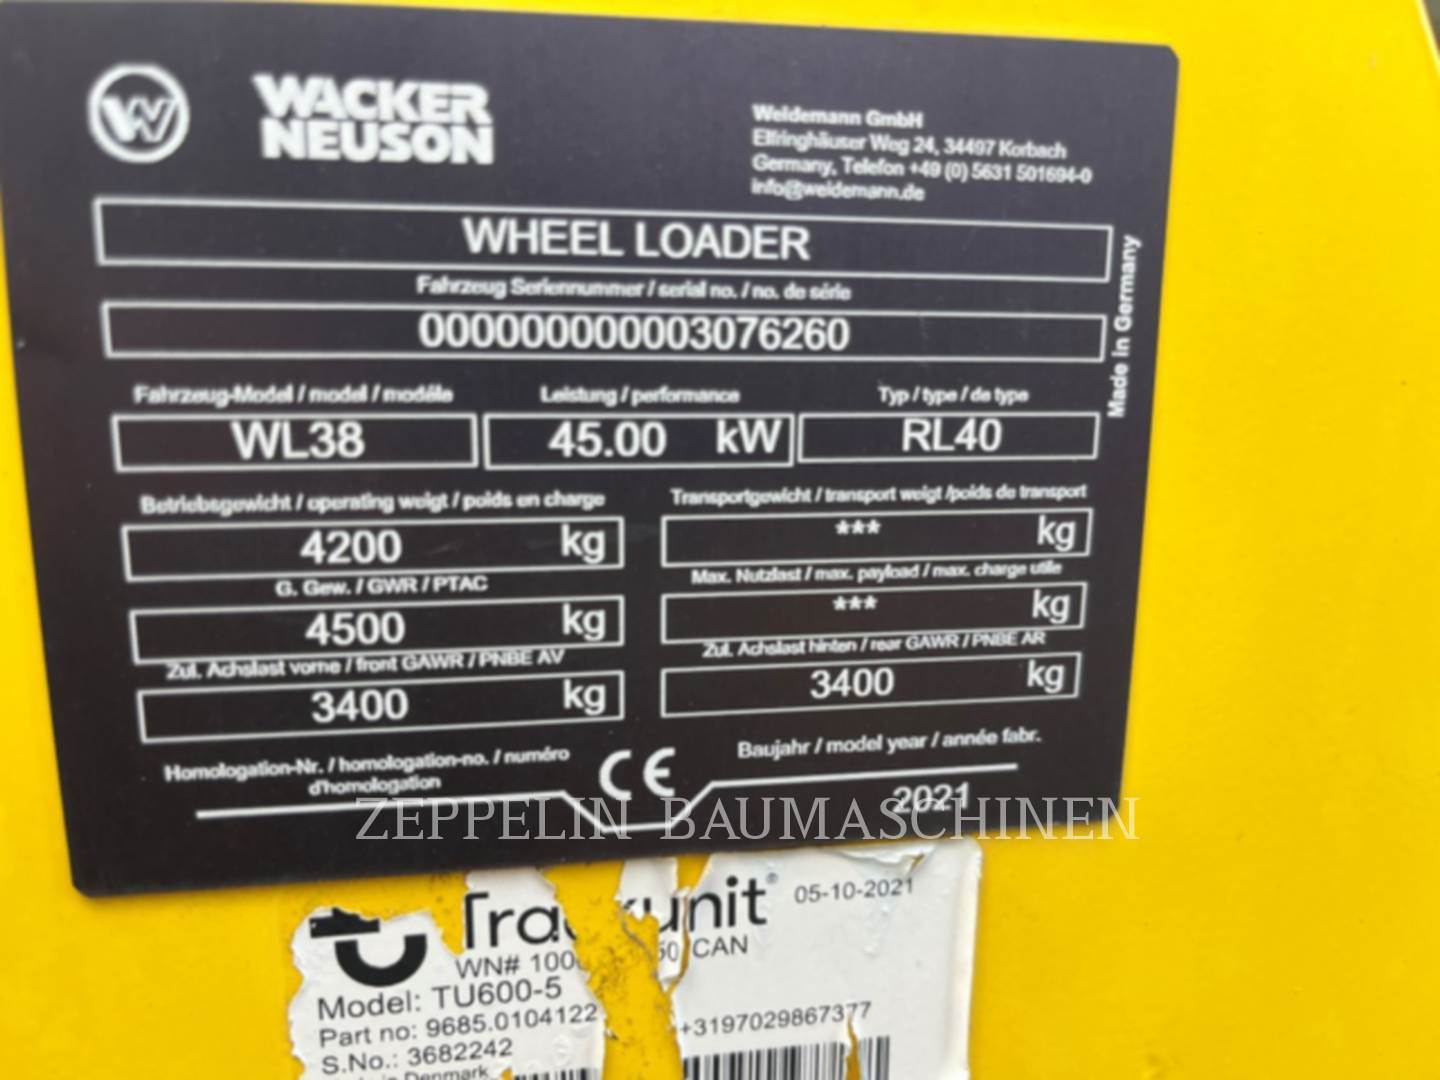 WACKER
NEUSON
Weidemann GmbH
Elfringhäuser Weg 24, 34497 Korbach
Germany, Telefon +49 (0) 5631 501694-0
info@weidemann.de
WHEEL LOADER
Fahrzeug Seriennummer / serial no. / no. de série
00000000000003076260
Made in Germany
Fahrzeug-Model / model / modèle
Leistung / performance
Typ / type / de type
WL38
45.00 kW
RL40
Betriebsgewicht / operating weigt / poids en charge
Transportgewicht / transport weigt /poids de transport
4200 kg
*** kg
G. Gew. / GWR / PTAC
Max. Nutzlast / max. payload / max. charge utile
4500 kg
*** kg
Zul. Achslast vorne / front GAWR / PNBE AV
Zul. Achslast hinten / rear GAWR / PNBE AR
3400 kg
3400 kg
Homologation-Nr. / homologation-no. / numéro
d'homologation
CE
Baujahr / model year / année fabr.
2021
ZEPPELIN BAUMASCHINEN
Trackunit® 05-10-2021
WN# 100 50 CAN
Model: TU600-5
Part no: 9685.0104122
+3197029867377
S.No.: 3682242
Denmark